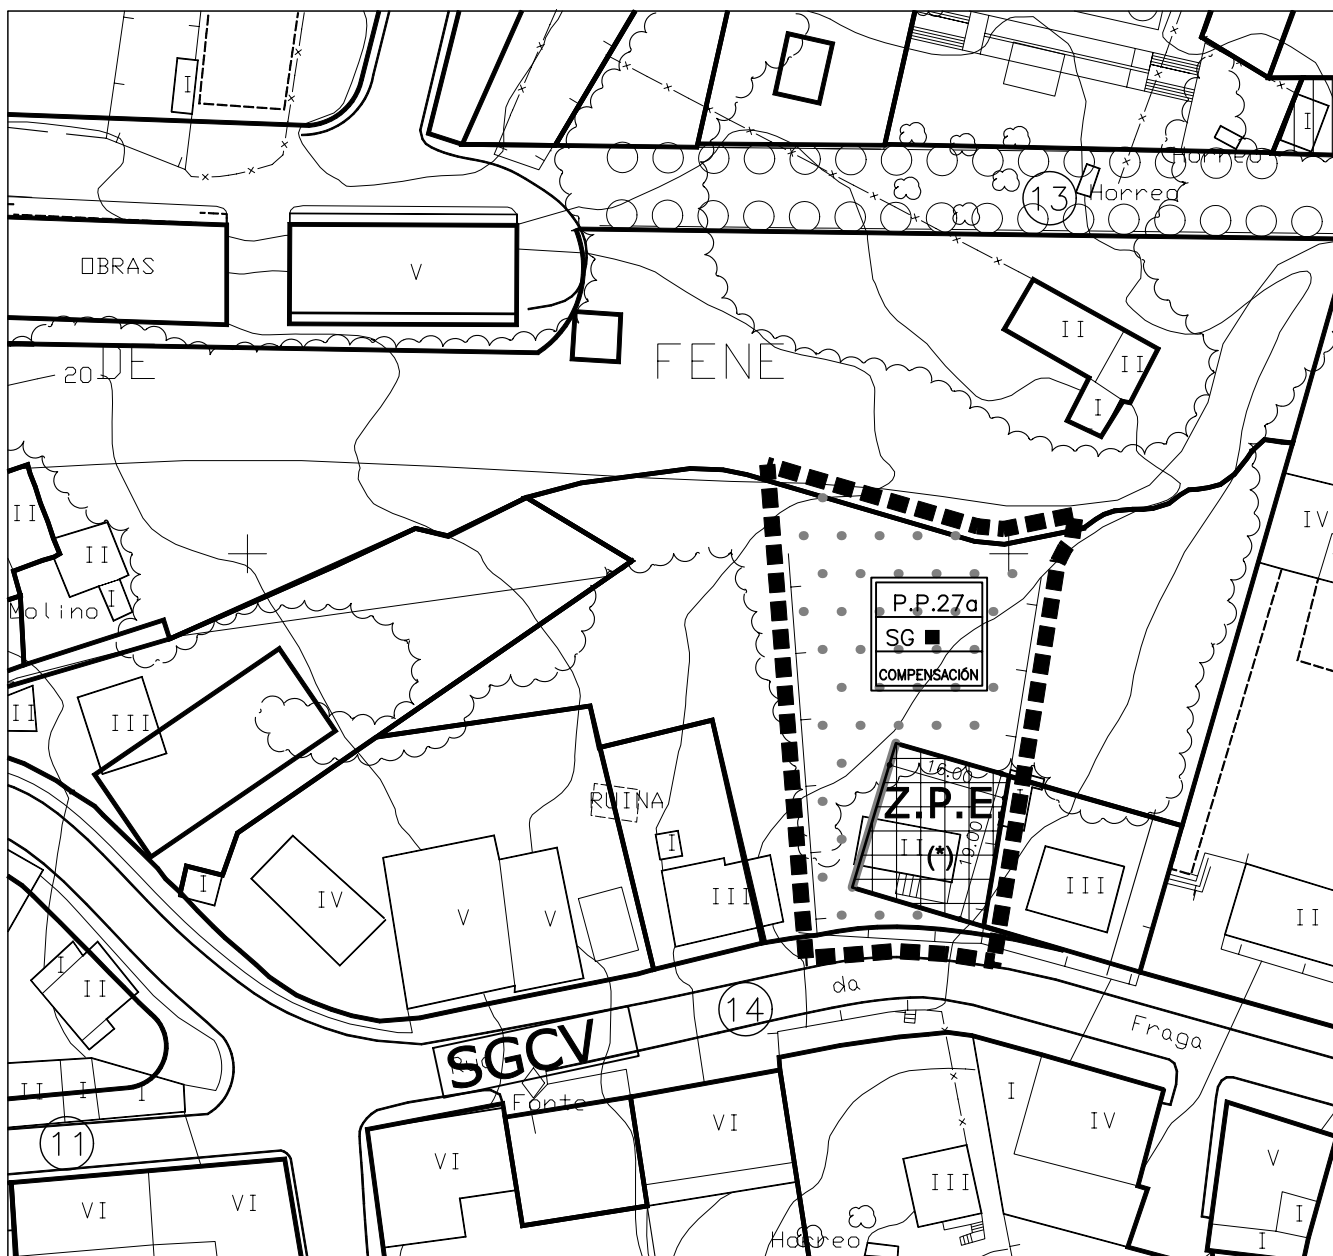 I
I
Horreo
13
Horreo
OBRAS
V
II
II
I
DE
FENE
20
II
II
I
Molino
IV
P.P.27a
SG ■
COMPENSACIÓN
II
III
RUINA
16.00
Z.P.E.
19.00
I
II
(*)
I
I
IV
V
V
III
III
II
I
II
da
14
Fraga
SGCV
Fonte
II
I
I
I
IV
VI
11
VI
III
V
VI
VI
I
I
Horreo